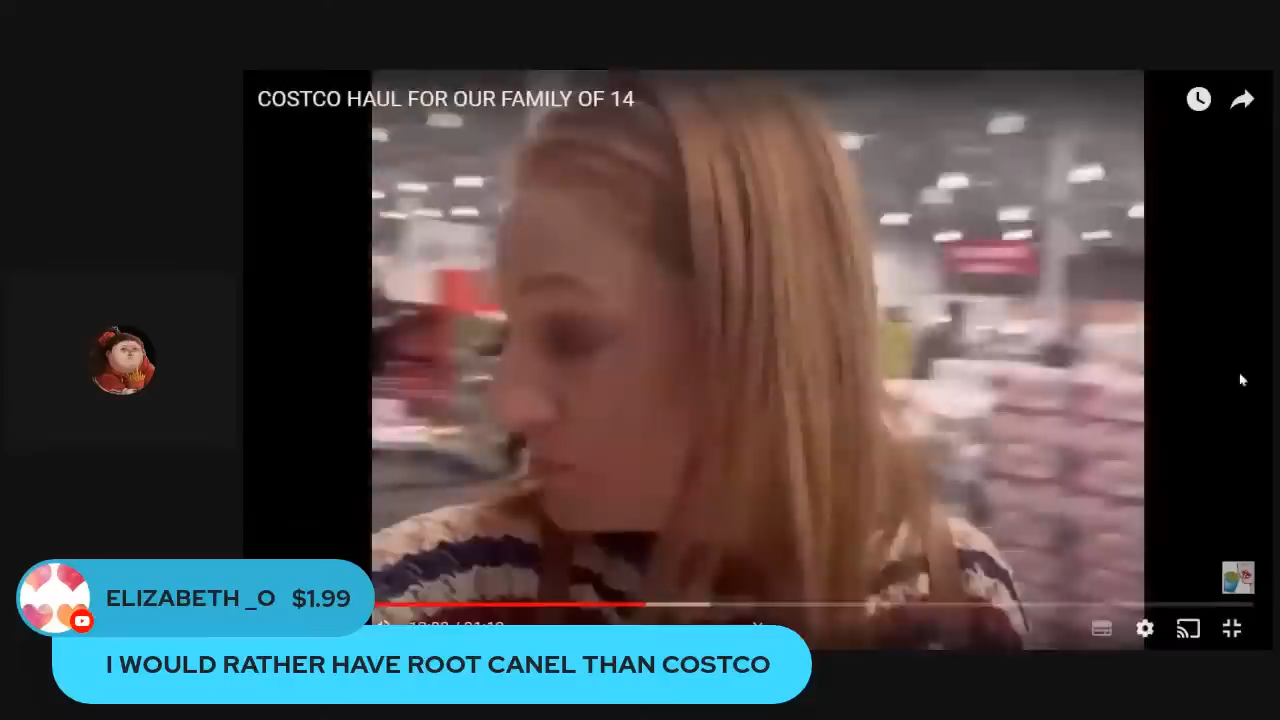 COSTCO HAUL FOR OUR FAMILY OF 14
ELIZABETH _O $1.99
I WOULD RATHER HAVE ROOT CANEL THAN COSTCO